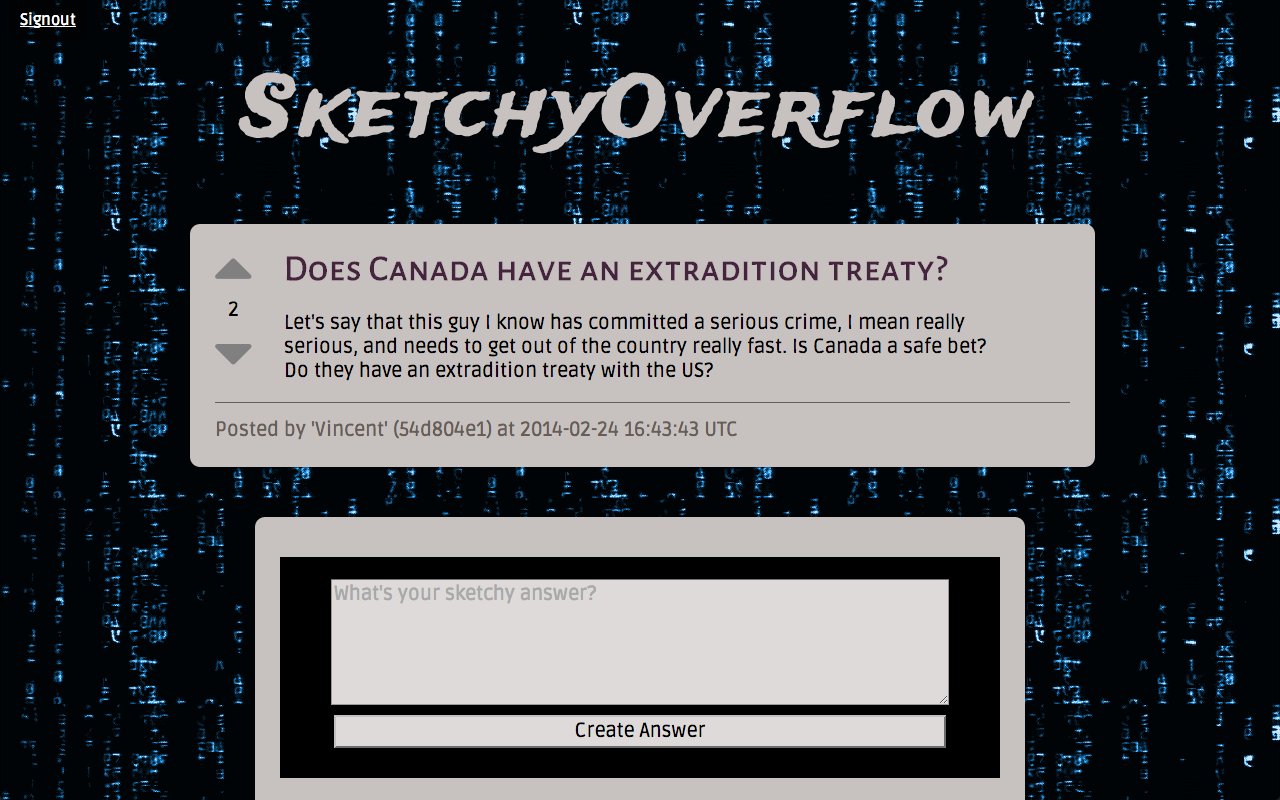 Signout
SketchyOverflow
Does Canada have an extradition treaty?
2
Let's say that this guy I know has committed a serious crime, I mean really
serious, and needs to get out of the country really fast. Is Canada a safe bet?
Do they have an extradition treaty with the US?
Posted by 'Vincent' (54d804e1) at 2014-02-24 16:43:43 UTC
What's your sketchy answer?
Create Answer